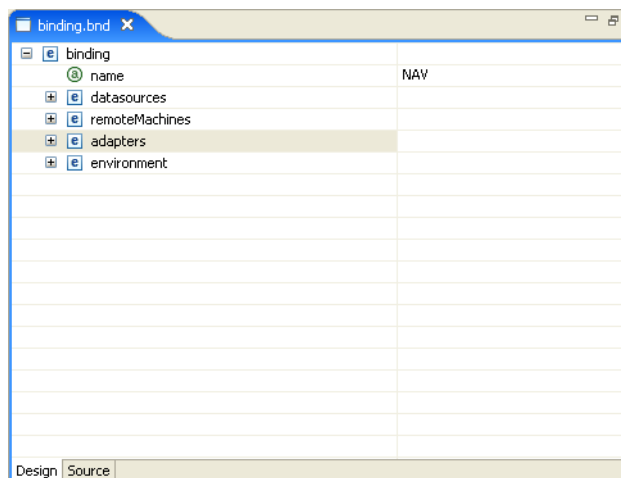 binding.bnd
e binding
a name NAV
e datasources
e remoteMachines
e adapters
e environment
Design Source